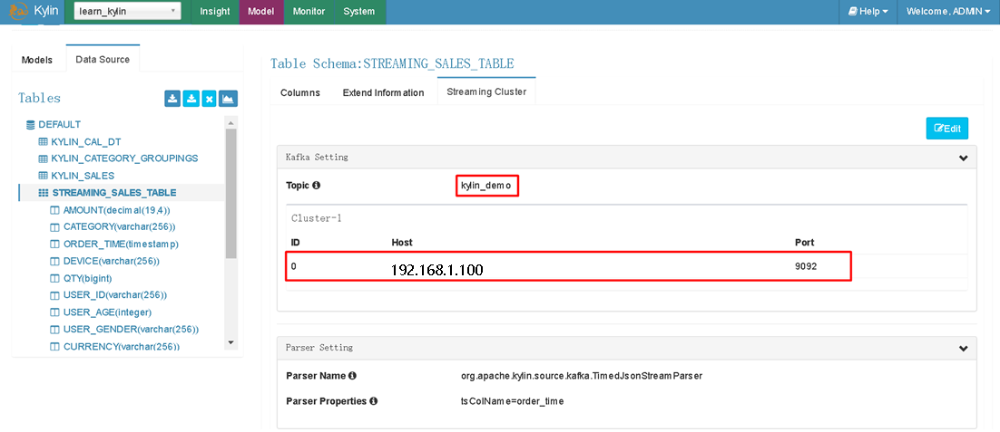 Kylin learn_kylin Insight Model Monitor System Help Welcome, ADMIN
Models Data Source
Tables
DEFAULT
KYLIN_CAL_DT
KYLIN_CATEGORY_GROUPINGS
KYLIN_SALES
STREAMING_SALES_TABLE
AMOUNT(decimal(19,4))
CATEGORY(varchar(256))
ORDER_TIME(timestamp)
DEVICE(varchar(256))
QTY(bigint)
USER_ID(varchar(256))
USER_AGE(integer)
USER_GENDER(varchar(256))
CURRENCY(varchar(256))
Table Schema:STREAMING_SALES_TABLE
Columns Extend Information Streaming Cluster
Edit
Kafka Setting
Topic kylin_demo
Cluster-1
ID Host Port
0 192.168.1.100 9092
Parser Setting
Parser Name org.apache.kylin.source.kafka.TimedJsonStreamParser
Parser Properties tsColName=order_time